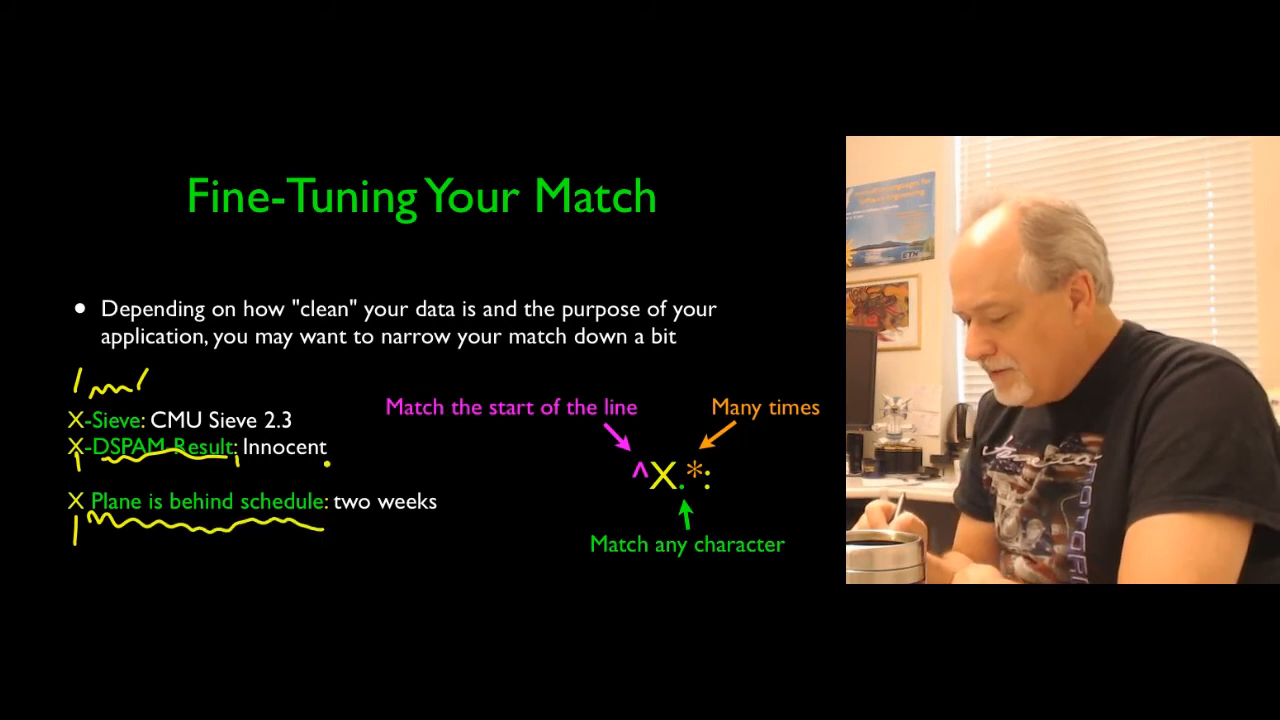 Fine-Tuning Your Match
• Depending on how "clean" your data is and the purpose of your
application, you may want to narrow your match down a bit
X-Sieve: CMU Sieve 2.3
X-DSPAM-Result: Innocent
X Plane is behind schedule: two weeks
Match the start of the line
Many times
^X.*:
Match any character